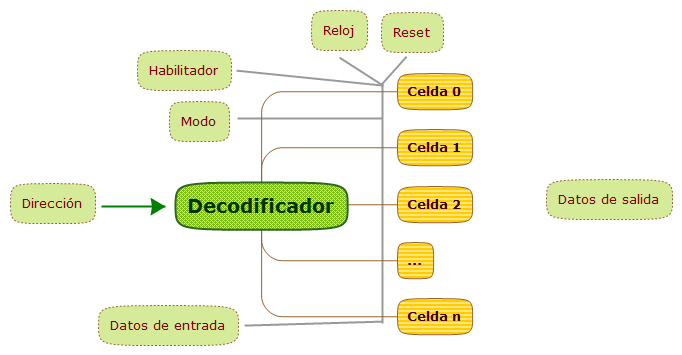 Reloj
Reset
Habilitador
Celda 0
Modo
Celda 1
Dirección
Decodificador
Celda 2
Datos de salida
...
Datos de entrada
Celda n